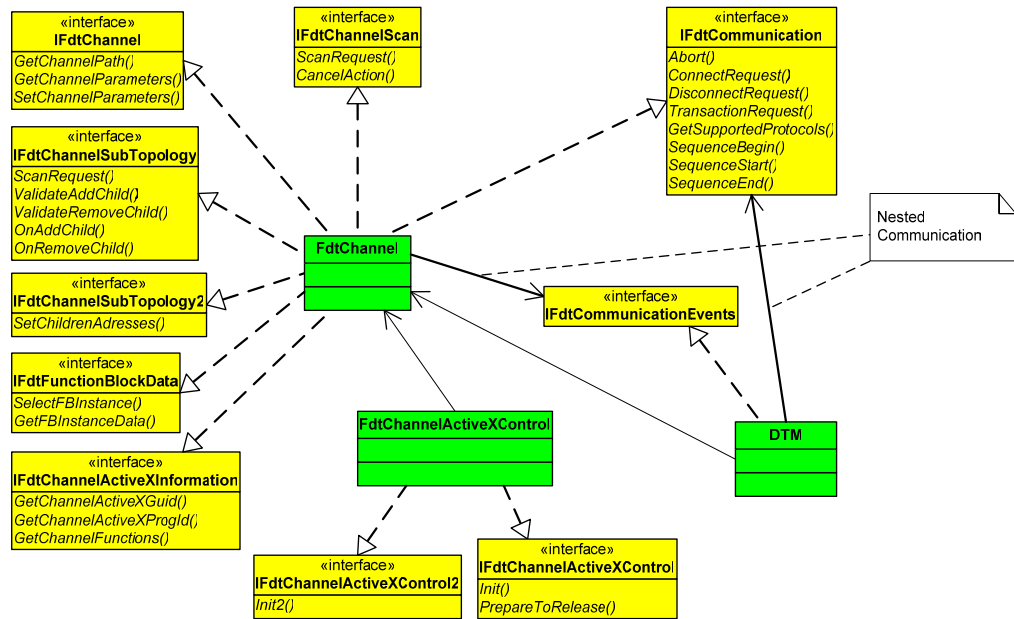 «interface»
IFdtChannel
GetChannelPath()
GetChannelParameters()
SetChannelParameters()
«interface»
IFdtChannelScan
ScanRequest()
CancelAction()
«interface»
IFdtCommunication
Abort()
ConnectRequest()
DisconnectRequest()
TransactionRequest()
GetSupportedProtocols()
SequenceBegin()
SequenceStart()
SequenceEnd()
«interface»
IFdtChannelSubTopology
ScanRequest()
ValidateAddChild()
ValidateRemoveChild()
OnAddChild()
OnRemoveChild()
Nested
Communication
FdtChannel
«interface»
IFdtChannelSubTopology2
SetChildrenAdresses()
«interface»
IFdtCommunicationEvents
«interface»
IFdtFunctionBlockData
SelectFBInstance()
GetFBInstanceData()
FdtChannelActiveXControl
DTM
«interface»
IFdtChannelActiveXInformation
GetChannelActiveXGuid()
GetChannelActiveXProgId()
GetChannelFunctions()
«interface»
IFdtChannelActiveXControl2
Init2()
«interface»
IFdtChannelActiveXControl
Init()
PrepareToRelease()